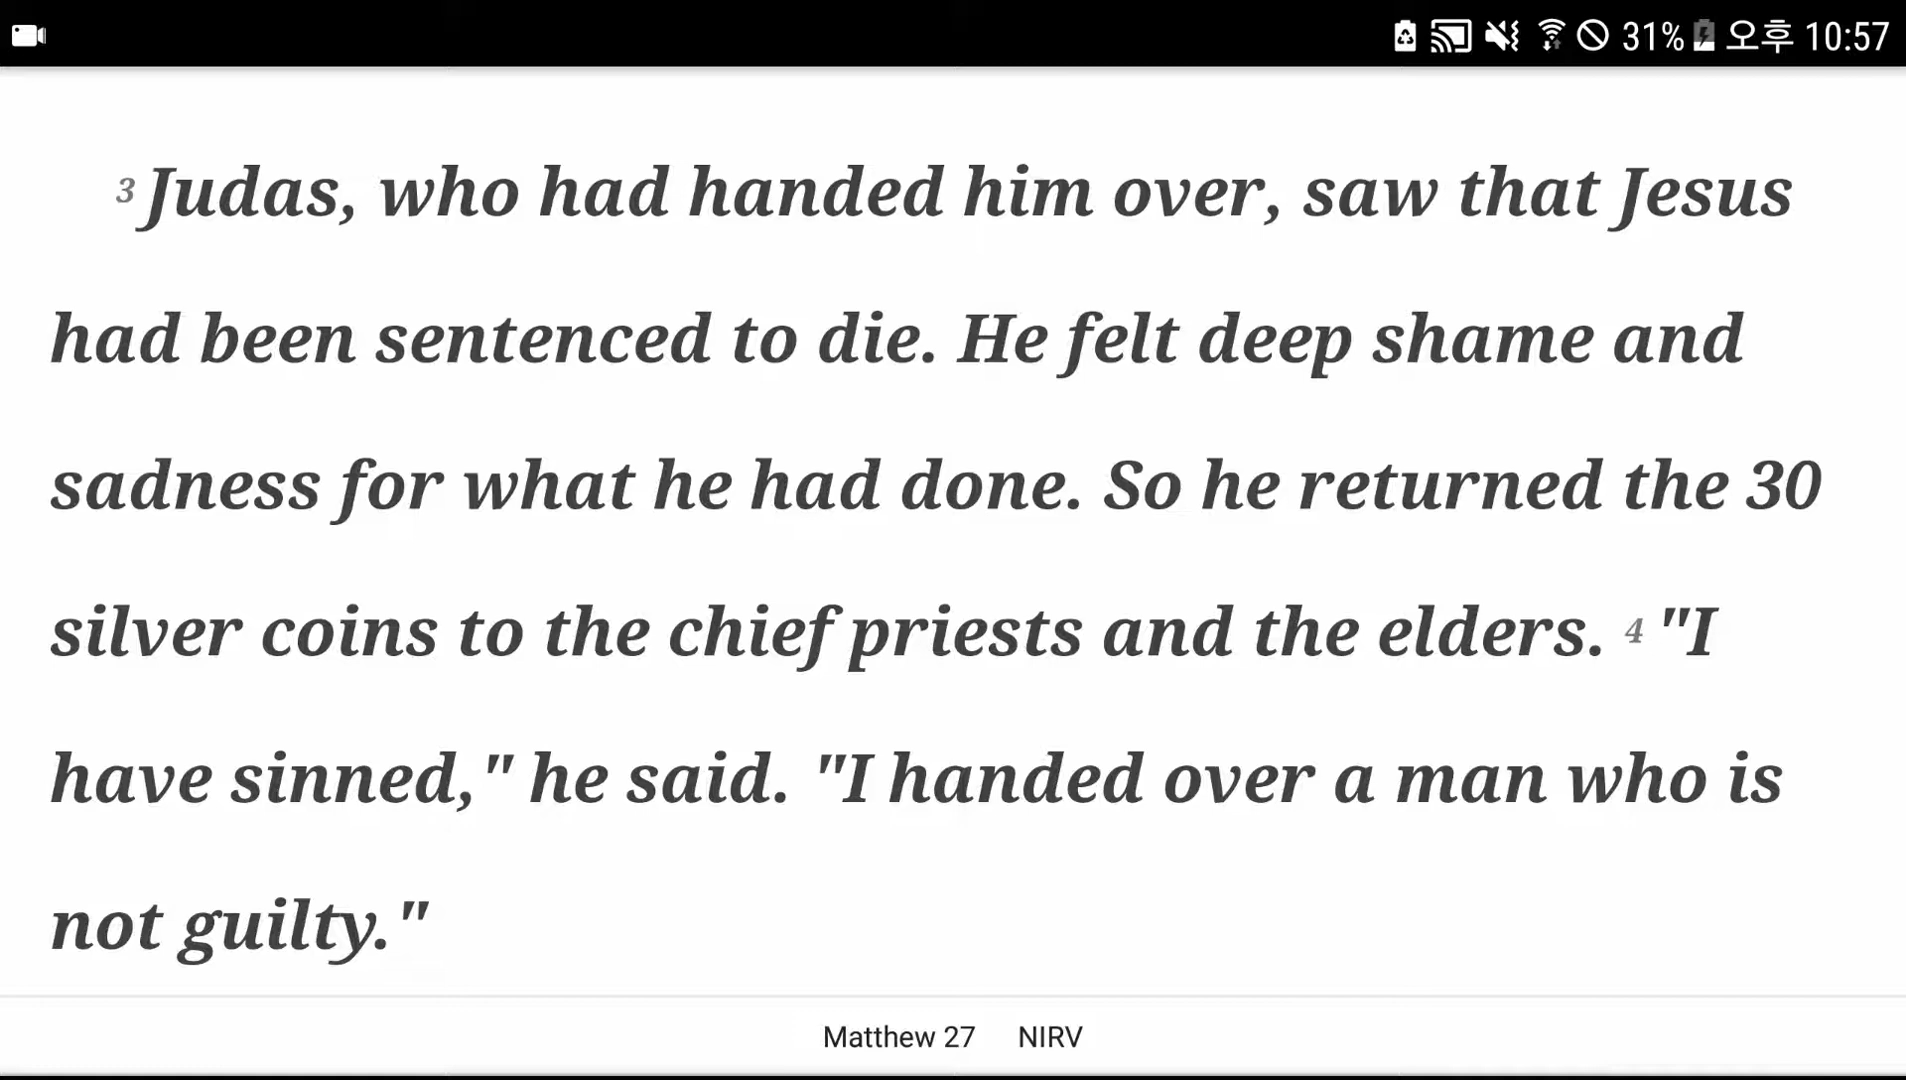 31% 오후 10:57
3 Judas, who had handed him over, saw that Jesus
had been sentenced to die. He felt deep shame and
sadness for what he had done. So he returned the 30
silver coins to the chief priests and the elders. 4 "I
have sinned," he said. "I handed over a man who is
not guilty."
Matthew 27 NIRV